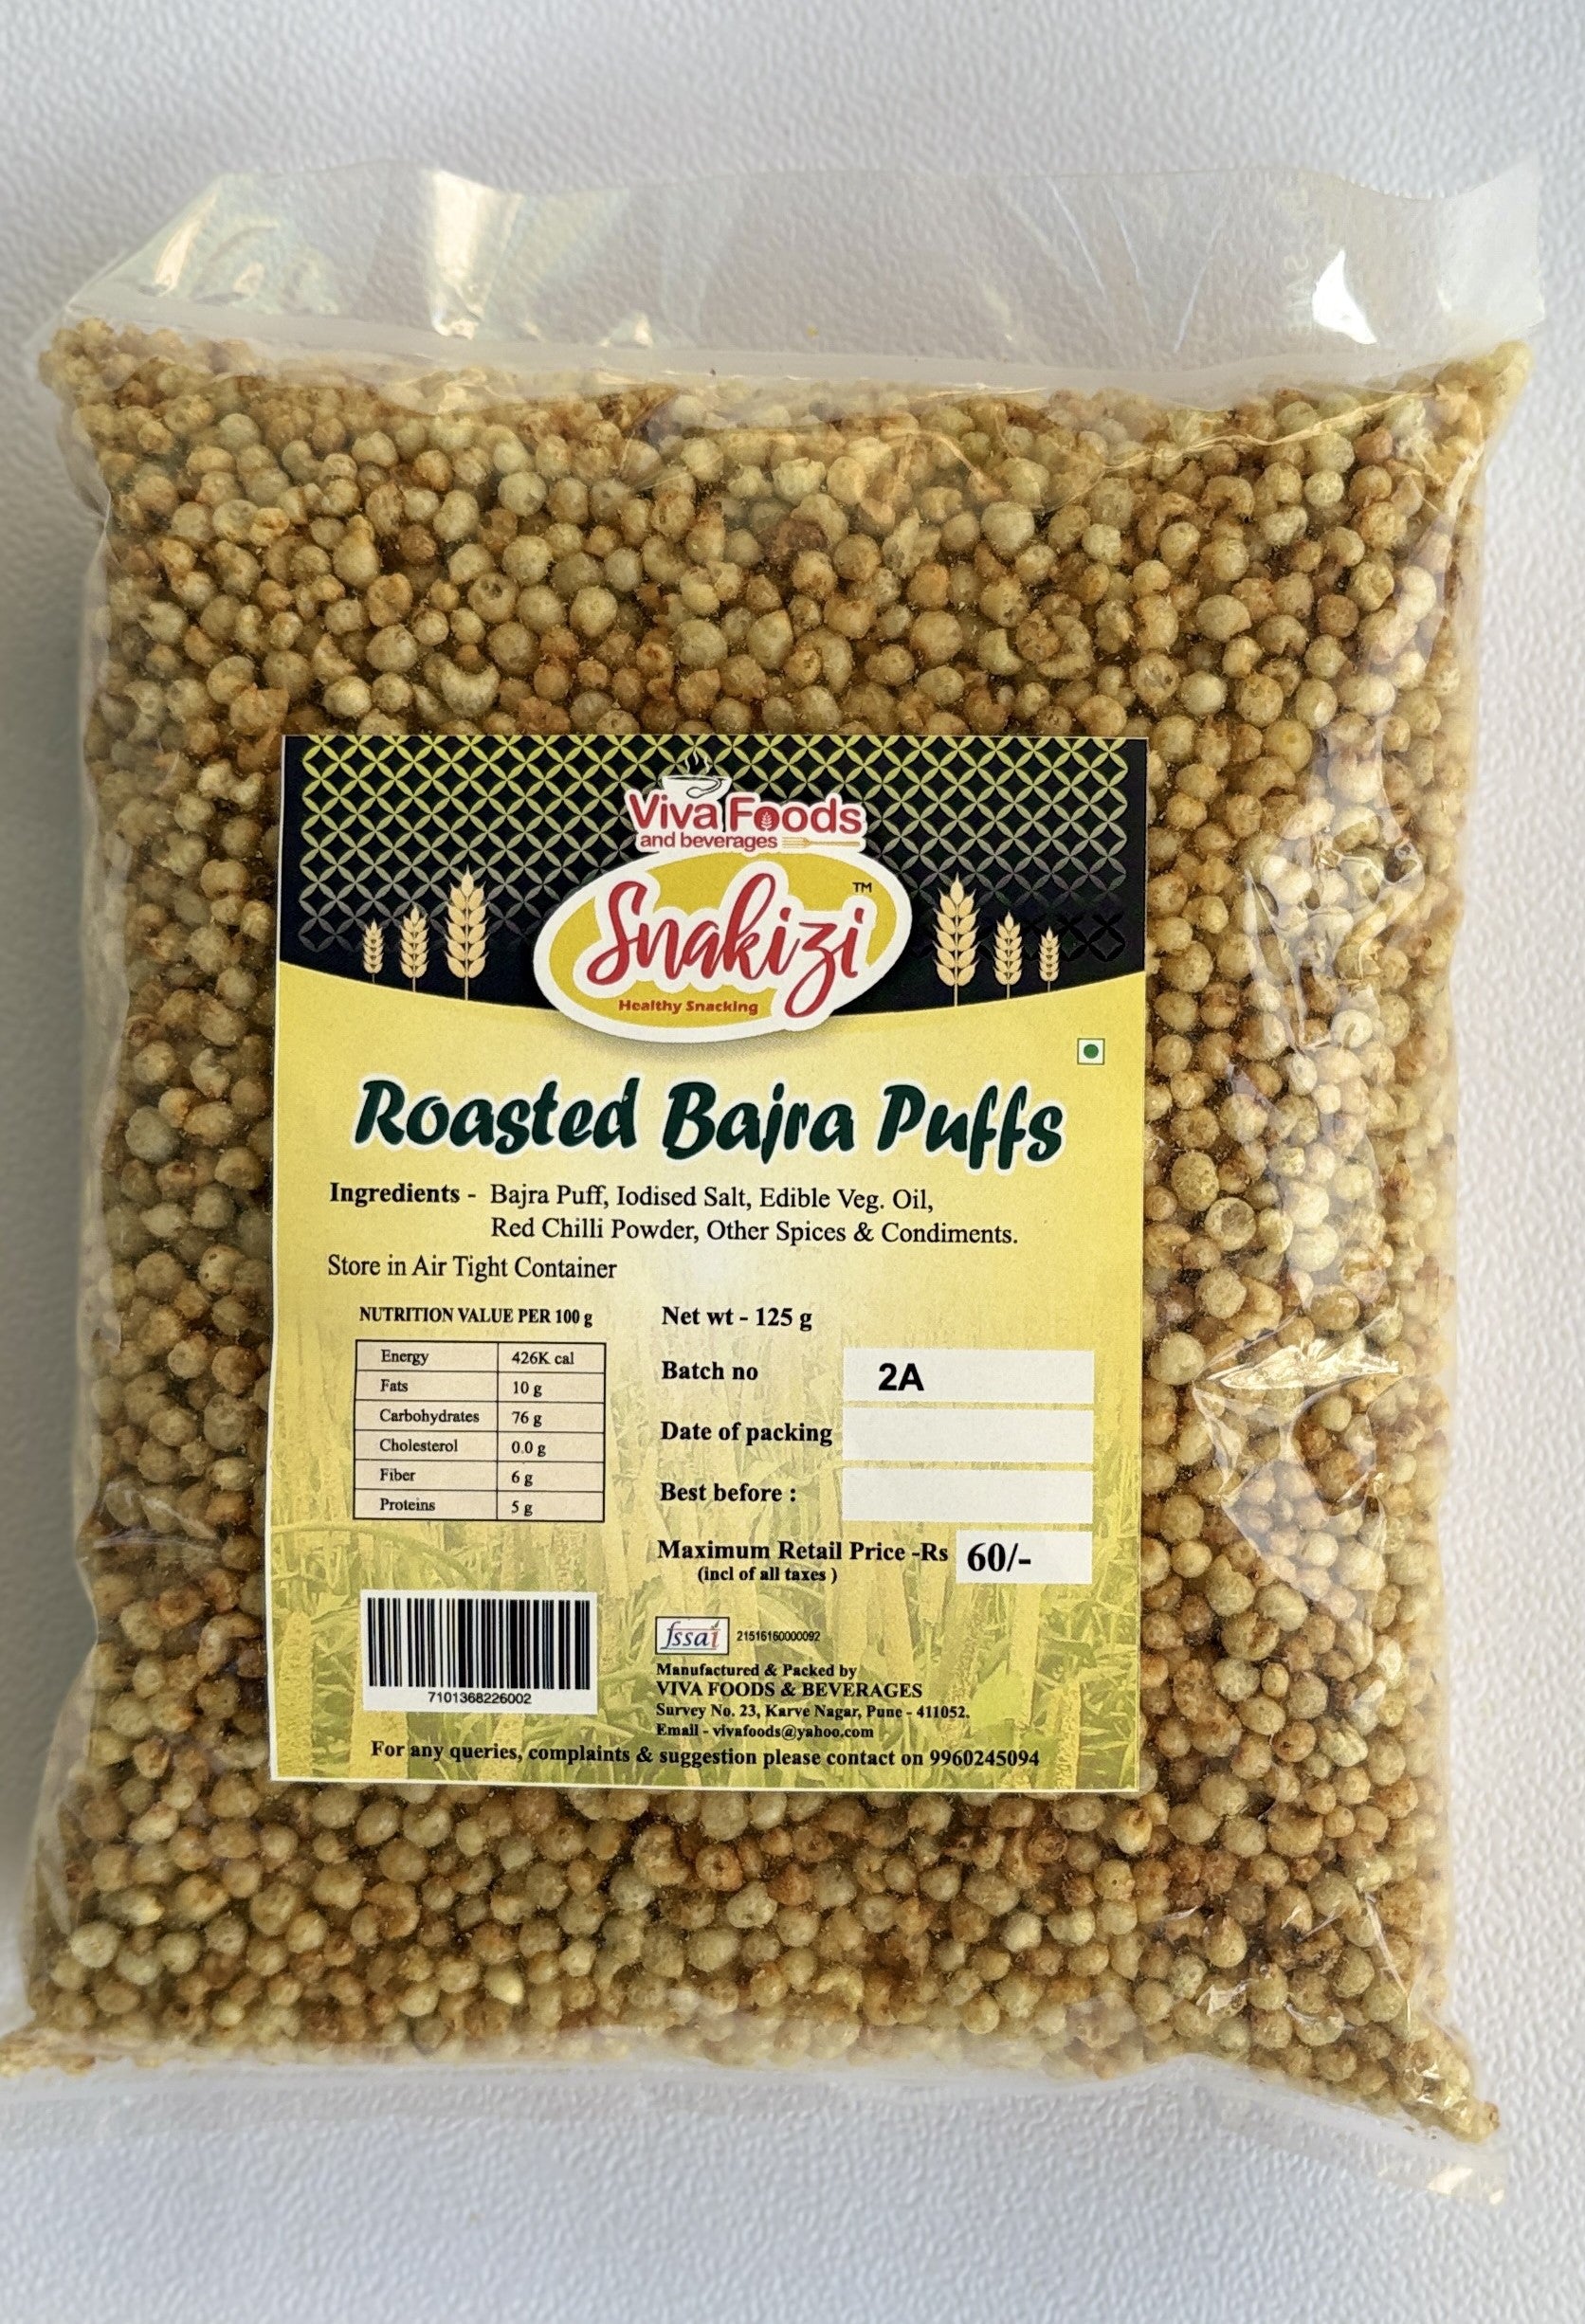 Viva Foods
and beverages
Snakizi TM
Healthy Snacking
Roasted Bajra Puffs
Ingredients - Bajra Puff, Iodised Salt, Edible Veg. Oil,
Red Chilli Powder, Other Spices & Condiments.
Store in Air Tight Container
NUTRITION VALUE PER 100 g
Energy 426K cal
Fats 10 g
Carbohydrates 76 g
Cholesterol 0.0 g
Fiber 6 g
Proteins 5 g
Net wt - 125 g
Batch no 2A
Date of packing
Best before :
Maximum Retail Price -Rs 60/-
(incl of all taxes )
7101368226002
fssai 21516160000092
Manufactured & Packed by
VIVA FOODS & BEVERAGES
Survey No. 23, Karve Nagar, Pune - 411052.
Email - vivafoods@yahoo.com
For any queries, complaints & suggestion please contact on 9960245094